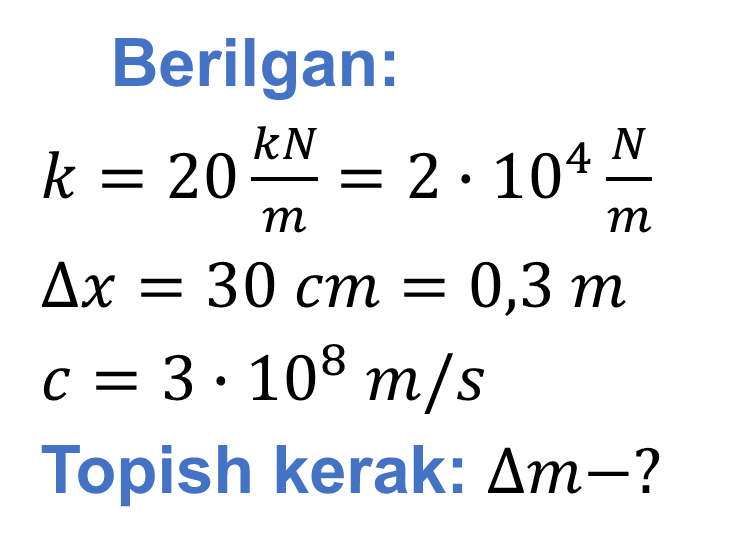 Berilgan:
k = 20 kN/m = 2 · 10⁴ N/m
Δx = 30 cm = 0,3 m
c = 3 · 10⁸ m/s
Topish kerak: Δm−?